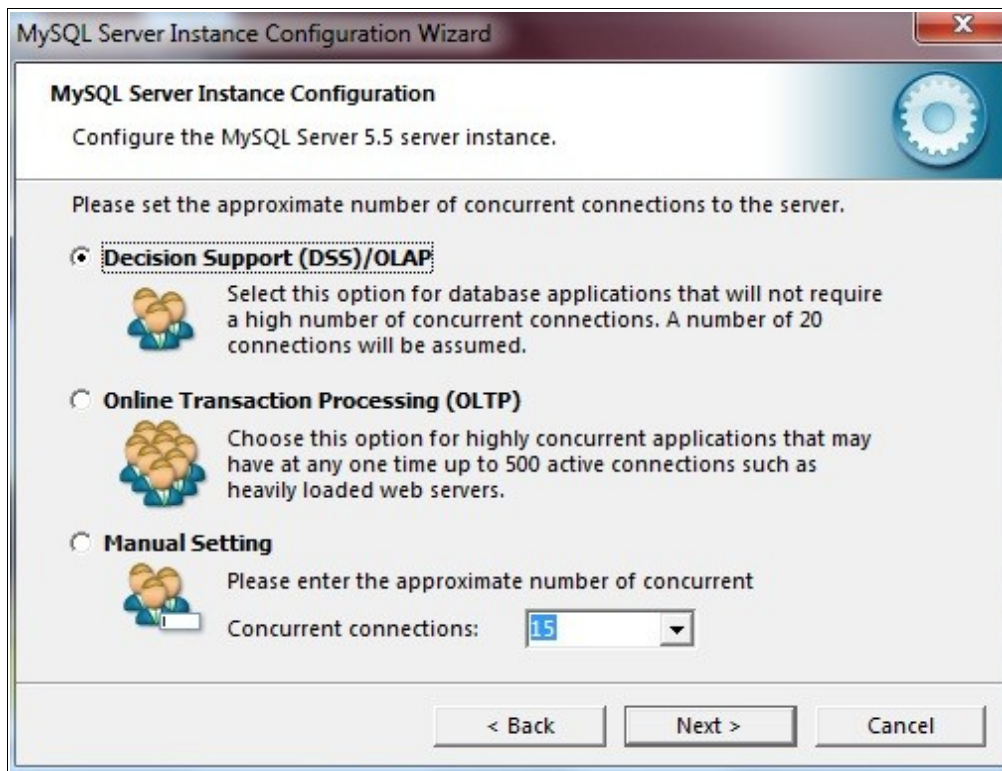 MySQL Server Instance Configuration Wizard
MySQL Server Instance Configuration
Configure the MySQL Server 5.5 server instance.
Please set the approximate number of concurrent connections to the server.
Decision Support (DSS)/OLAP
Select this option for database applications that will not require
a high number of concurrent connections. A number of 20
connections will be assumed.
Online Transaction Processing (OLTP)
Choose this option for highly concurrent applications that may
have at any one time up to 500 active connections such as
heavily loaded web servers.
Manual Setting
Please enter the approximate number of concurrent
Concurrent connections: 15
< Back Next > Cancel